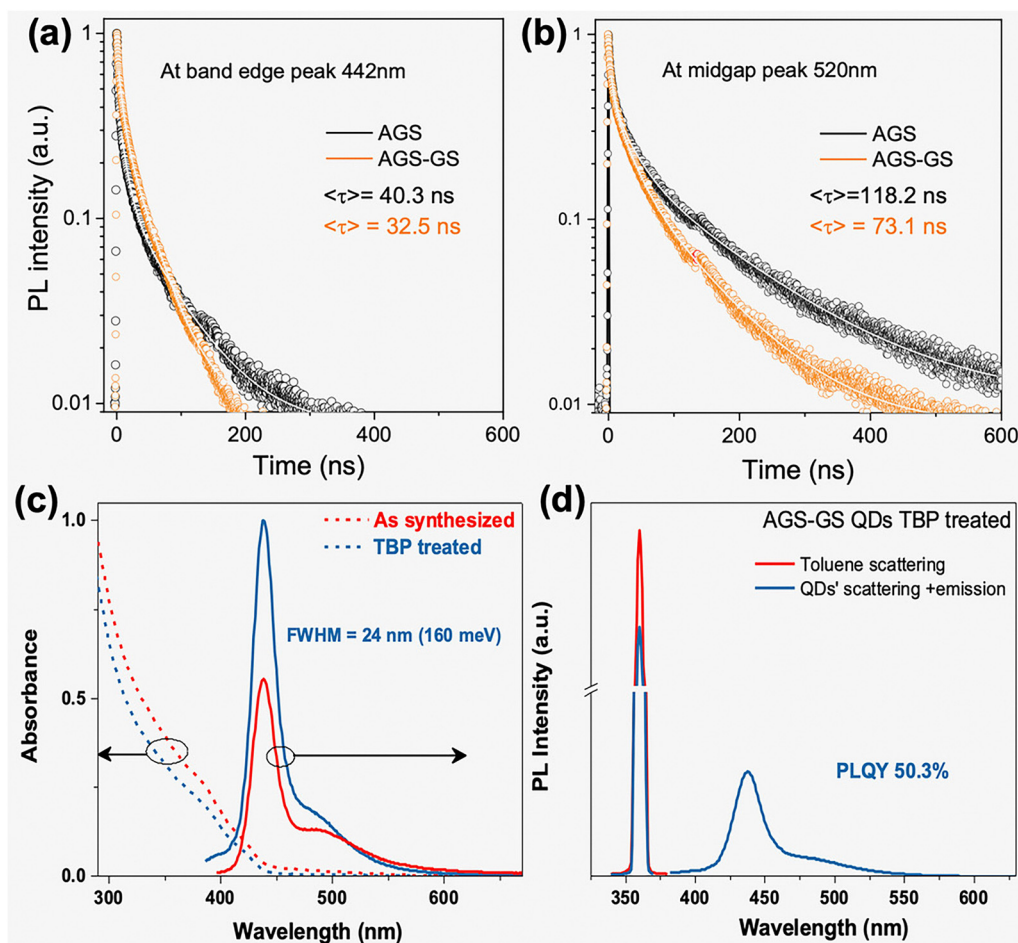 (a)
At band edge peak 442nm
AGS
AGS-GS
<τ>= 40.3 ns
<τ> = 32.5 ns
PL intensity (a.u.)
1
0.1
0.01
0
200
400
600
Time (ns)
(b)
At midgap peak 520nm
AGS
AGS-GS
<τ>=118.2 ns
<τ> = 73.1 ns
1
0.1
0.01
0
200
400
600
Time (ns)
(c)
As synthesized
TBP treated
FWHM = 24 nm (160 meV)
Absorbance
1.0
0.5
0.0
300
400
500
600
Wavelength (nm)
(d)
AGS-GS QDs TBP treated
Toluene scattering
QDs' scattering +emission
PLQY 50.3%
PL Intensity (a.u.)
350
400
450
500
550
600
Wavelength (nm)